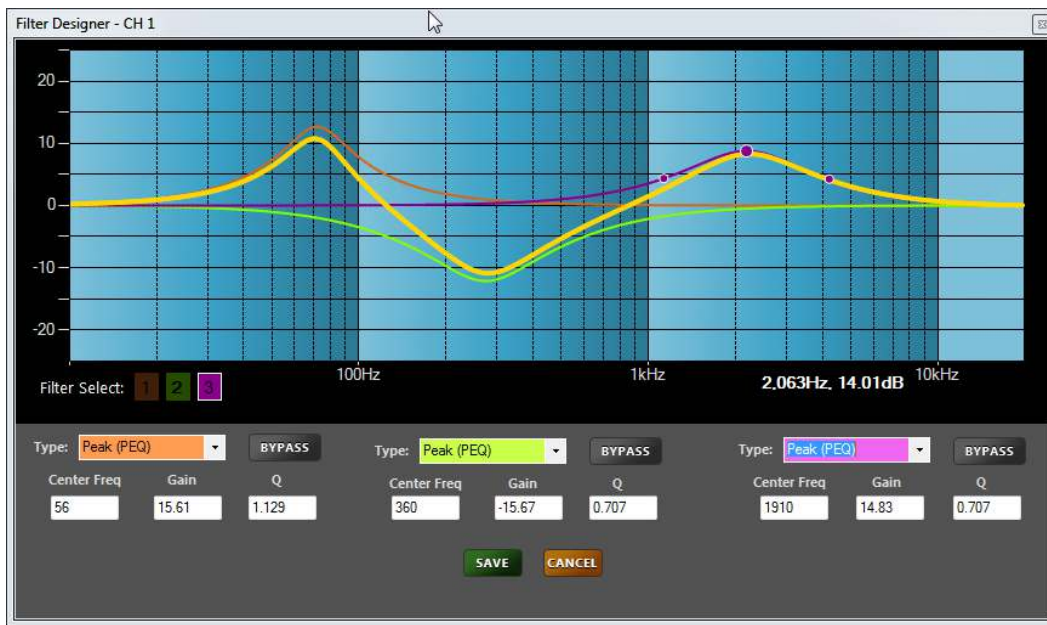 Filter Designer - CH 1
20
10
0
-10
-20
100Hz 1kHz 10kHz
2,063Hz, 14.01dB
Filter Select: 1 2 3
Type: Peak (PEQ) BYPASS Type: Peak (PEQ) BYPASS Type: Peak (PEQ) BYPASS
Center Freq Gain Q Center Freq Gain Q Center Freq Gain Q
56 15.61 1.129 360 -15.67 0.707 1910 14.83 0.707
SAVE CANCEL